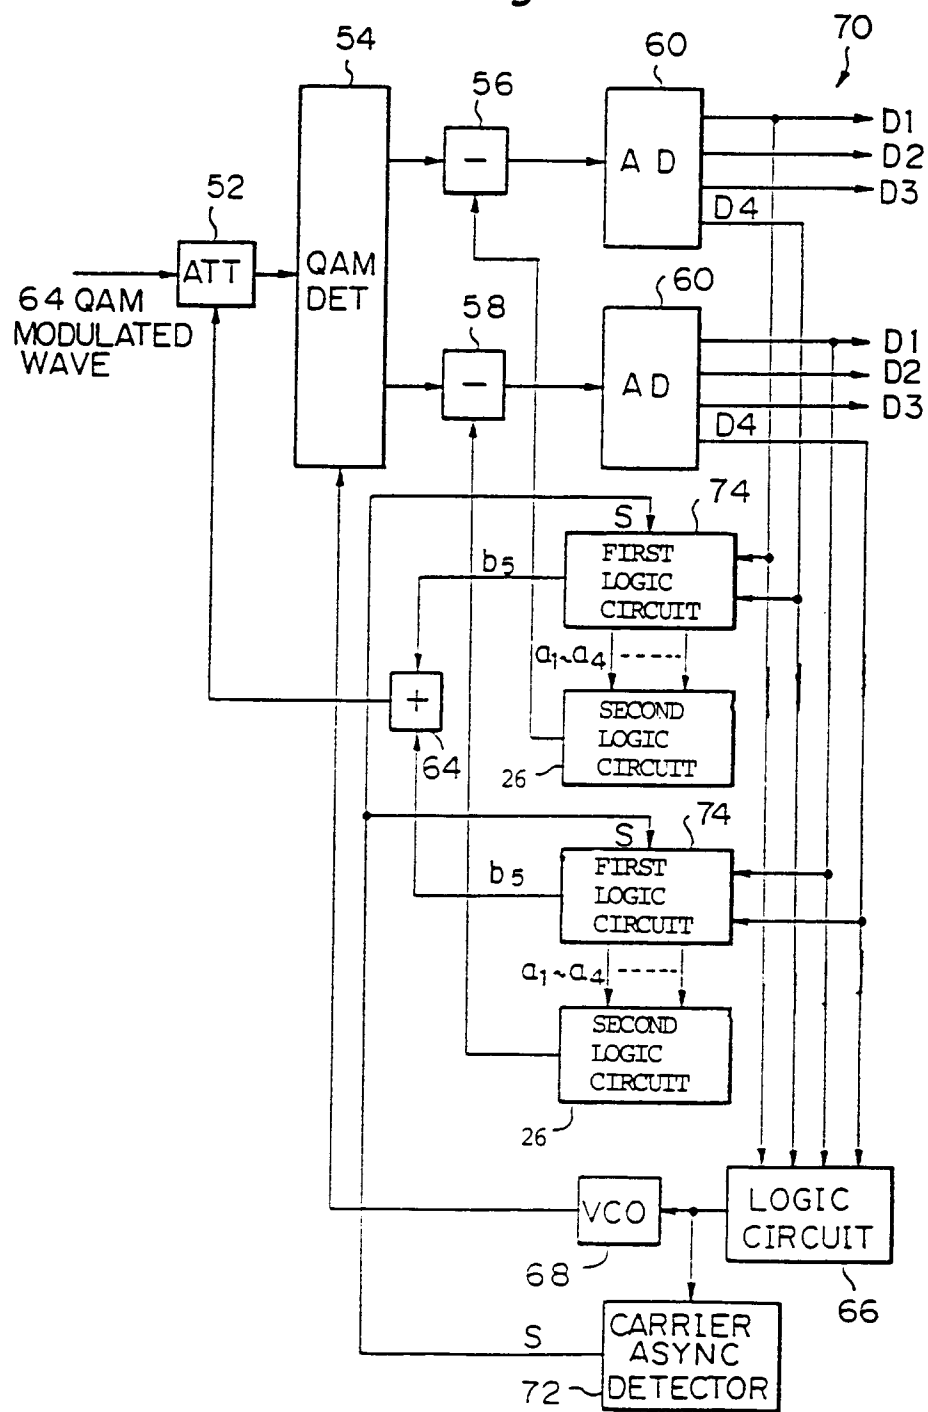 70
54
60
56
D1
A D
D2
D3
52
D4
ATT
QAM
DET
60
64 QAM
MODULATED
WAVE
58
D1
A D
D2
D3
D4
74
S
FIRST
LOGIC
CIRCUIT
b5
a1~a4
+
SECOND
LOGIC
CIRCUIT
64
26
74
S
FIRST
LOGIC
CIRCUIT
b5
a1~a4
SECOND
LOGIC
CIRCUIT
26
LOGIC
CIRCUIT
VCO
68
66
CARRIER
ASYNC
DETECTOR
S
72